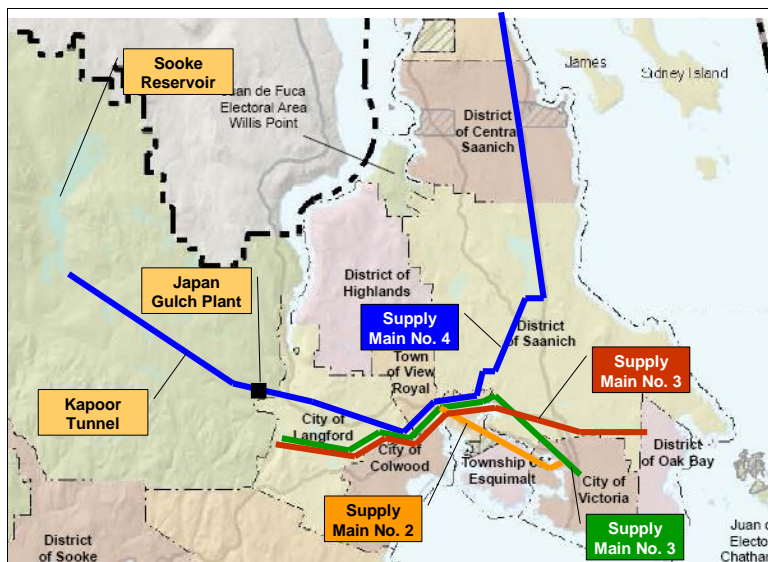 Sooke
Reservoir
Juan de Fuca
Electoral Area
Willis Point
James
Sidney Island
District
of Central
Saanich
Japan
Gulch Plant
District of
Highlands
Supply
Main No. 4
District
of Saanich
Town
of View
Royal
Supply
Main No. 3
Kapoor
Tunnel
City of
Langford
City of
Colwood
Township of
Esquimalt
City of
Victoria
District
of Oak Bay
Supply
Main No. 2
Supply
Main No. 3
District
of Sooke
Juan d
Electo
Chatham